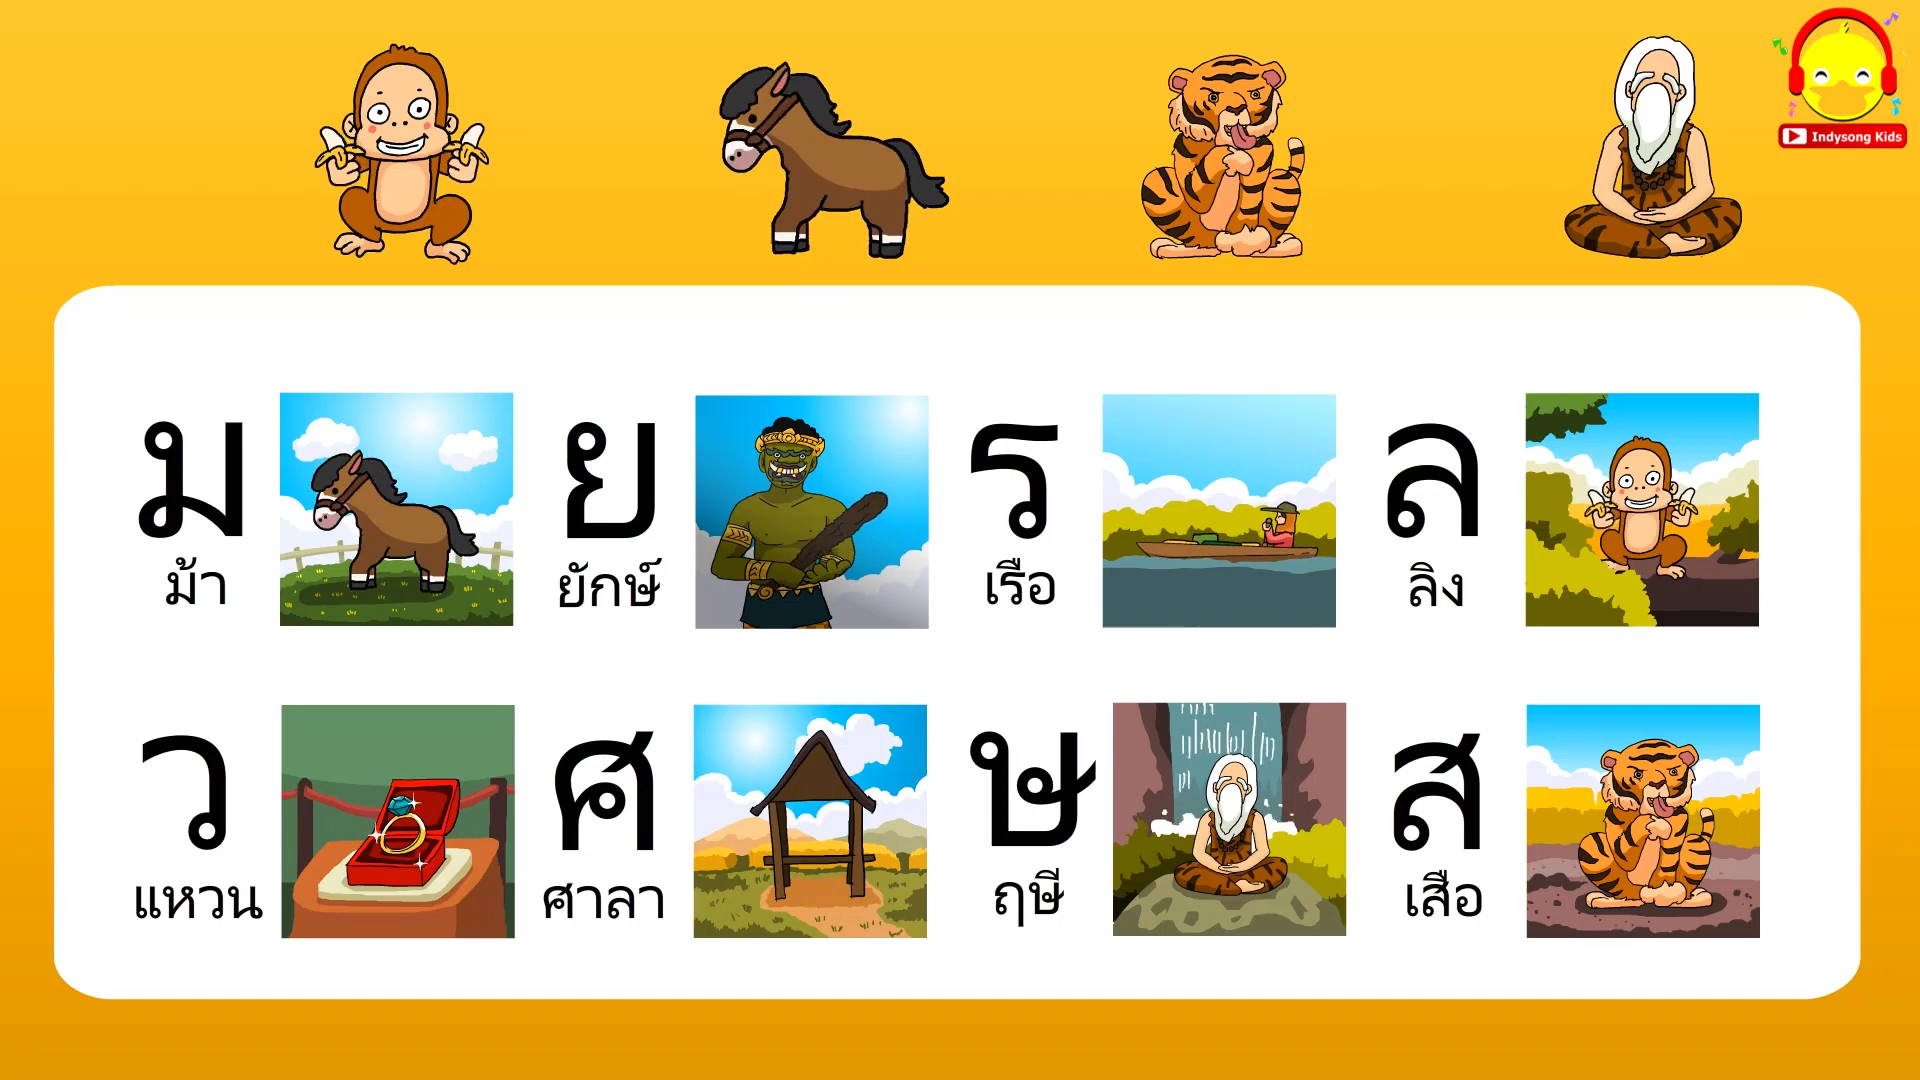 Indysong Kids
ม ย ร ล
ม้า ยักษ์ เรือ ลิง
ว ศ ษ ส
แหวน ศาลา ฤษี เสือ